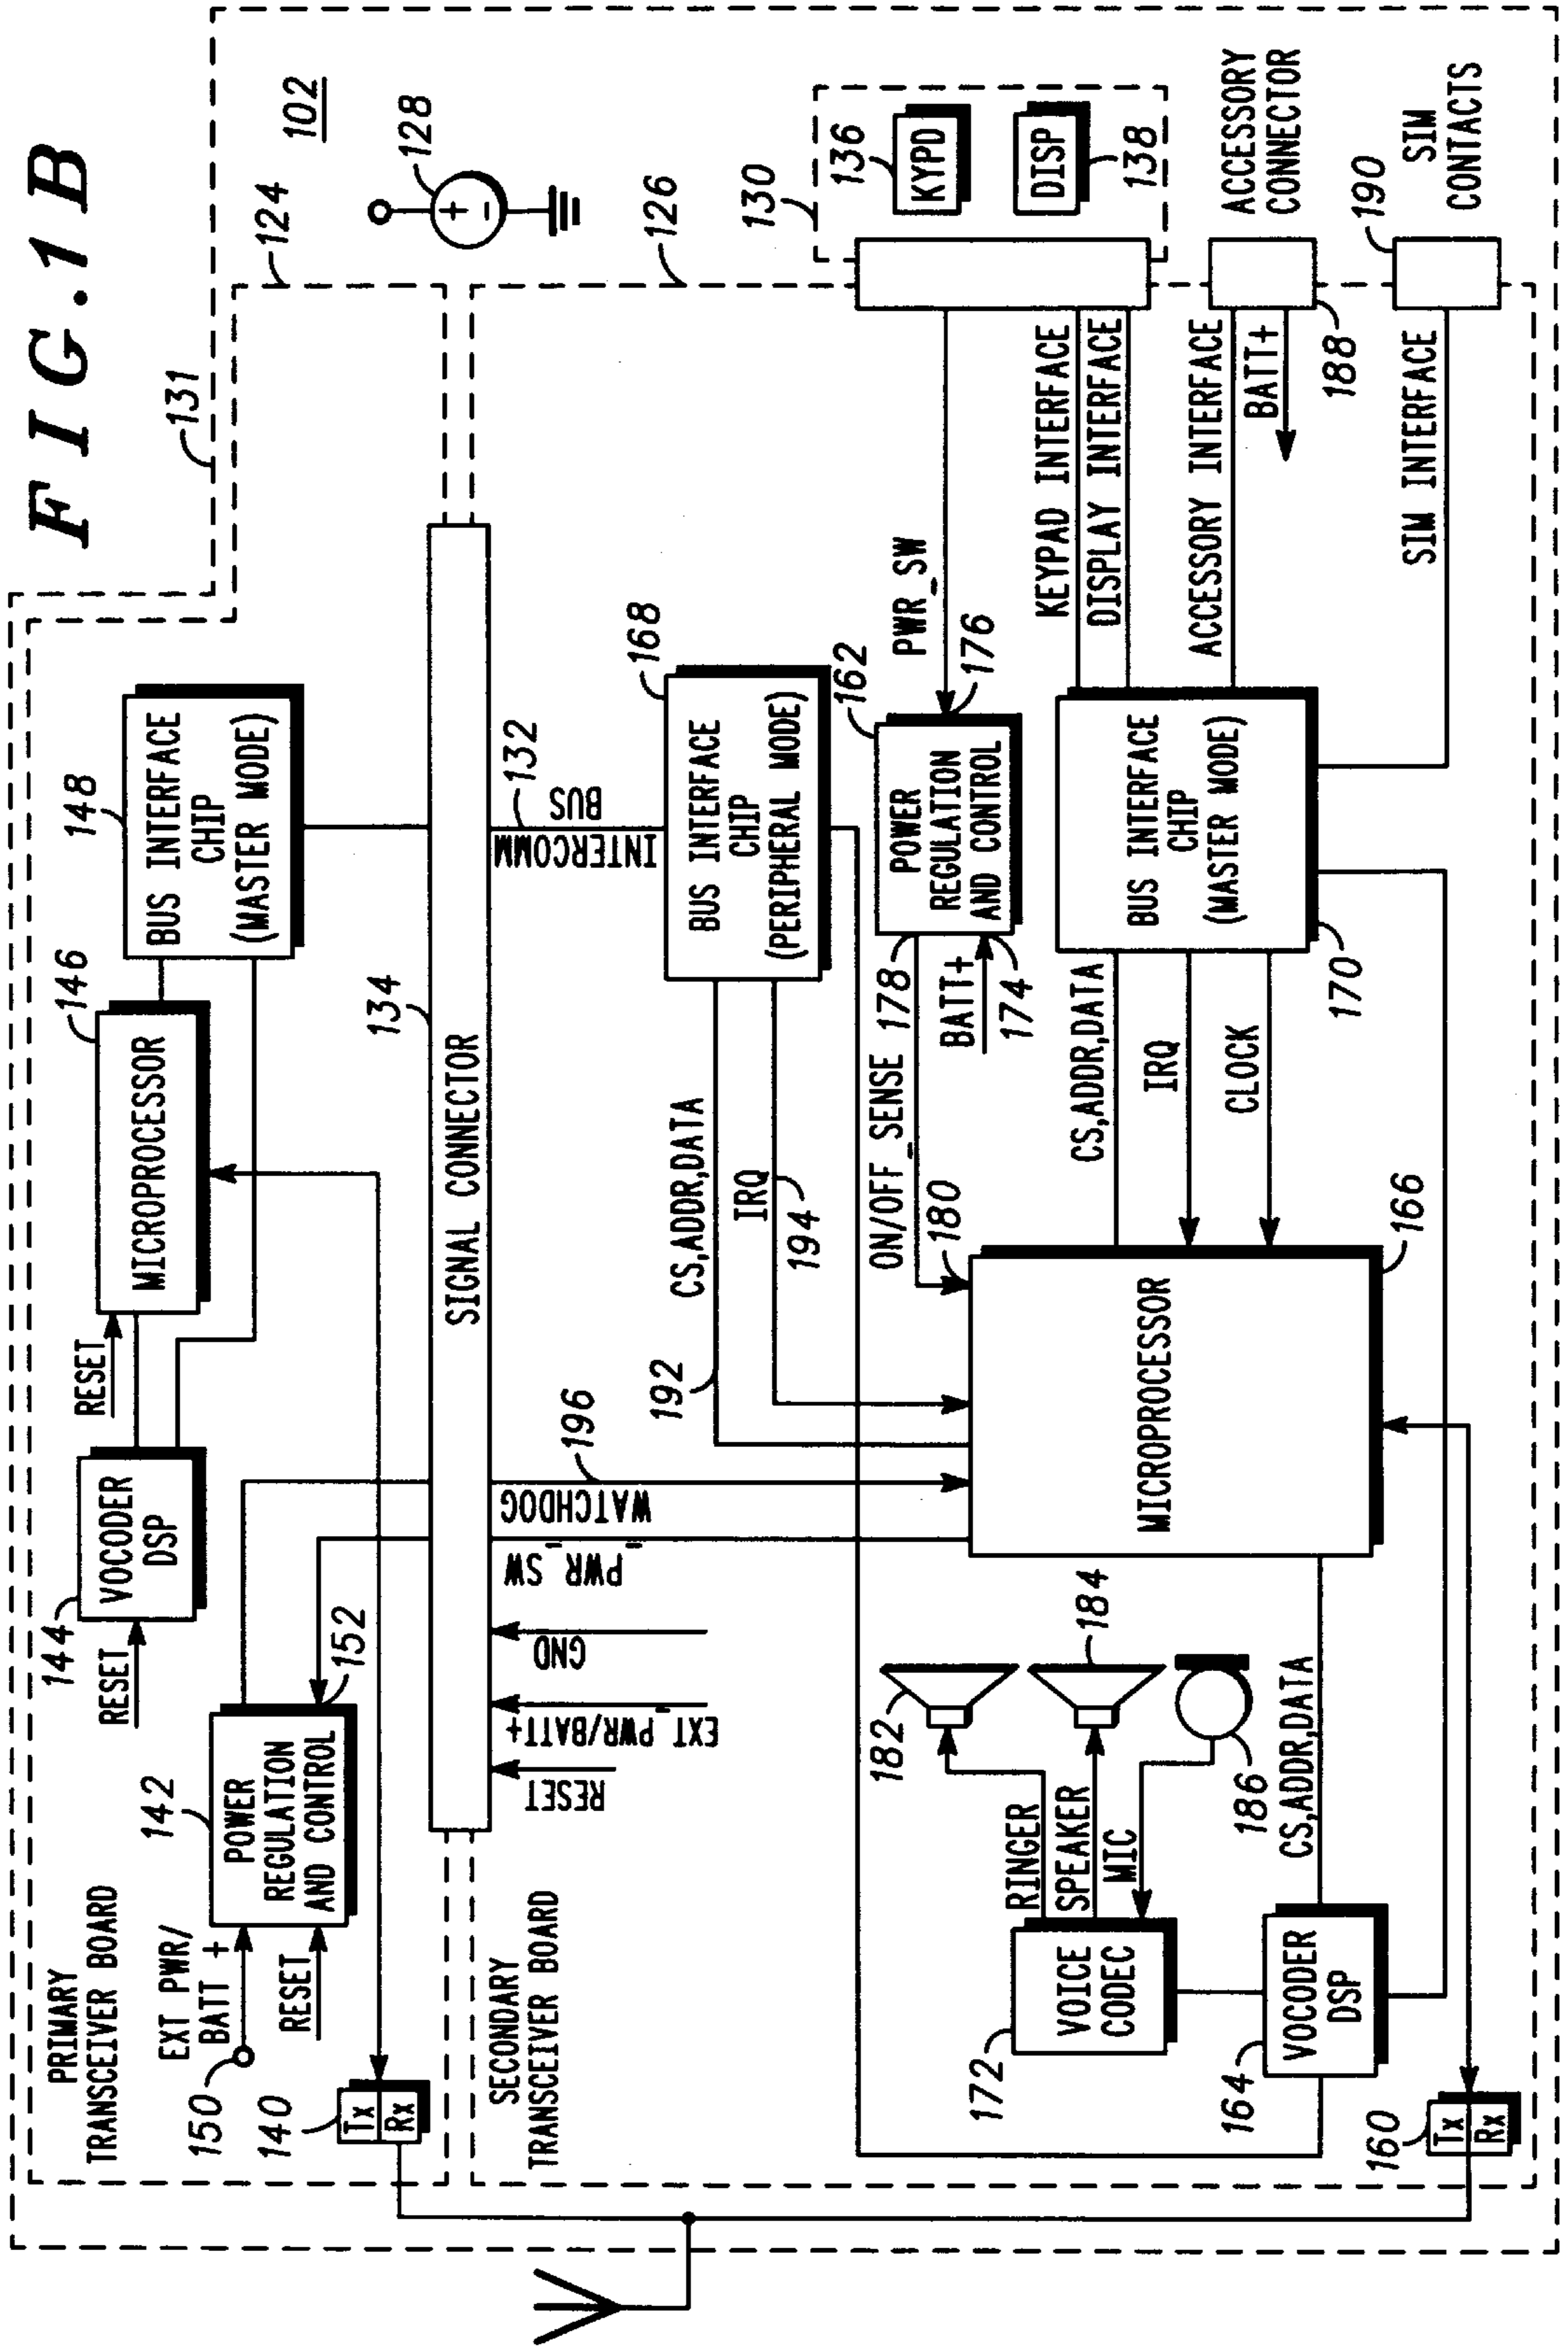 FIG.1B
131
102
124
128
PRIMARY
TRANSCEIVER BOARD
EXT PWR/
BATT +
150
RESET
140
Tx
Rx
142
POWER
REGULATION
AND CONTROL
152
144
RESET
VOCODER
DSP
RESET
146
MICROPROCESSOR
148
BUS INTERFACE
CHIP
(MASTER MODE)
134
SIGNAL CONNECTOR
SECONDARY
TRANSCEIVER BOARD
126
RESET
EXT_PWR/BATT+
GND
PWR_SW
WATCHDOG
196
INTERCOMM
BUS
132
168
BUS INTERFACE
CHIP
(PERIPHERAL MODE)
192
CS,ADDR,DATA
IRQ
194
162
POWER
REGULATION
AND CONTROL
PWR_SW
176
178
BATT+
174
ON/OFF_SENSE
180
130
136
KYPD
DISP
138
KEYPAD INTERFACE
DISPLAY INTERFACE
ACCESSORY INTERFACE
BATT+
188
ACCESSORY
CONNECTOR
SIM INTERFACE
190
SIM
CONTACTS
BUS INTERFACE
CHIP
(MASTER MODE)
170
CS,ADDR,DATA
IRQ
CLOCK
MICROPROCESSOR
166
182
184
186
RINGER
SPEAKER
MIC
172
VOICE
CODEC
CS,ADDR,DATA
164
VOCODER
DSP
160
Tx
Rx